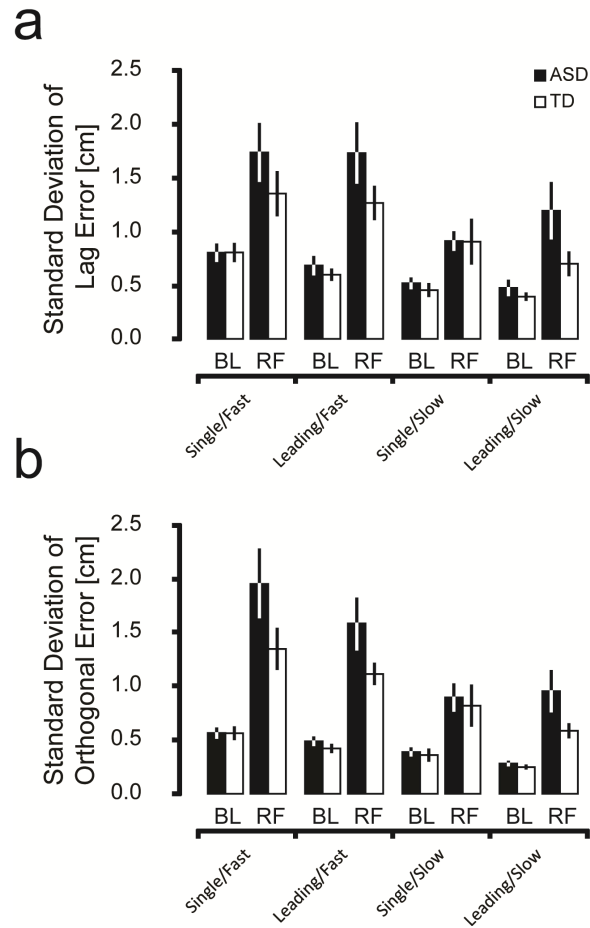 a
Standard Deviation of
Lag Error [cm]
2.5
2.0
1.5
1.0
0.5
0.0
ASD
TD
BL RF BL RF BL RF BL RF
Single/Fast
Leading/Fast
Single/Slow
Leading/Slow
b
Standard Deviation of
Orthogonal Error [cm]
2.5
2.0
1.5
1.0
0.5
0.0
BL RF BL RF BL RF BL RF
Single/Fast
Leading/Fast
Single/Slow
Leading/Slow